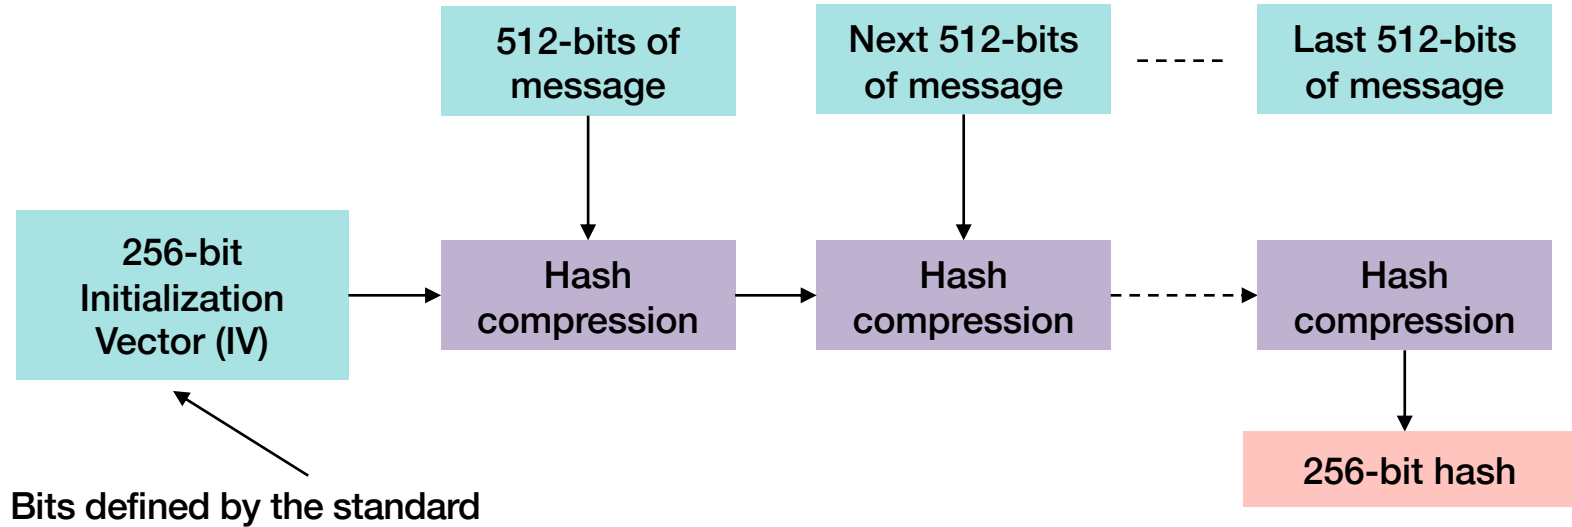 512-bits of
message
Next 512-bits
of message
Last 512-bits
of message
256-bit
Initialization
Vector (IV)
Hash
compression
Hash
compression
Hash
compression
256-bit hash
Bits defined by the standard